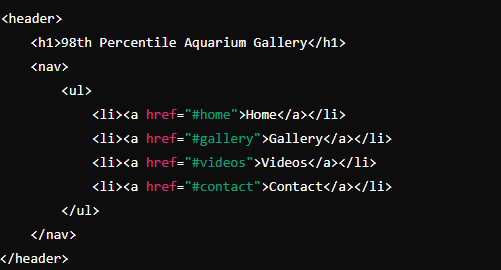 <header>
<h1>98th Percentile Aquarium Gallery</h1>
<nav>
<ul>
<li><a href="#home">Home</a></li>
<li><a href="#gallery">Gallery</a></li>
<li><a href="#videos">Videos</a></li>
<li><a href="#contact">Contact</a></li>
</ul>
</nav>
</header>